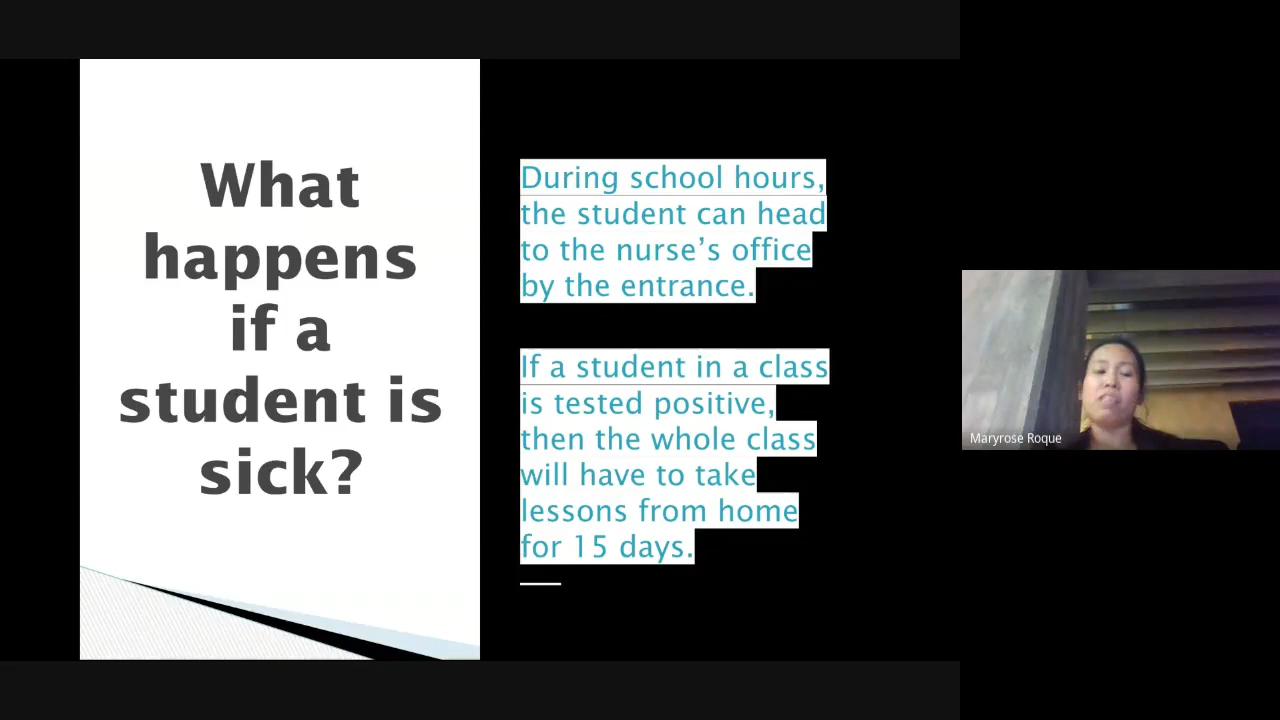 What
happens
if a
student is
sick?
During school hours,
the student can head
to the nurse’s office
by the entrance.
If a student in a class
is tested positive,
then the whole class
will have to take
lessons from home
for 15 days.
Maryrose Roque